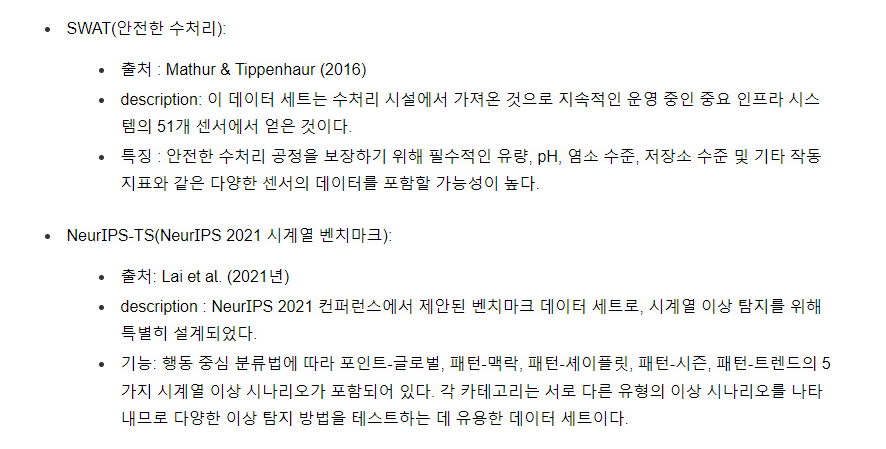 SWAT(안전한 수처리):
출처 : Mathur & Tippenhaur (2016)
description: 이 데이터 세트는 수처리 시설에서 가져온 것으로 지속적인 운영 중인 중요 인프라 시스
템의 51개 센서에서 얻은 것이다.
특징 : 안전한 수처리 공정을 보장하기 위해 필수적인 유량, pH, 염소 수준, 저장소 수준 및 기타 작동
지표와 같은 다양한 센서의 데이터를 포함할 가능성이 높다.
NeurIPS-TS(NeurIPS 2021 시계열 벤치마크):
출처: Lai et al. (2021년)
description : NeurIPS 2021 컨퍼런스에서 제안된 벤치마크 데이터 세트로, 시계열 이상 탐지를 위해
특별히 설계되었다.
기능: 행동 중심 분류법에 따라 포인트-글로벌, 패턴-맥락, 패턴-셰이플릿, 패턴-시즌, 패턴-트렌드의 5
가지 시계열 이상 시나리오가 포함되어 있다. 각 카테고리는 서로 다른 유형의 이상 시나리오를 나타
내므로 다양한 이상 탐지 방법을 테스트하는 데 유용한 데이터 세트이다.